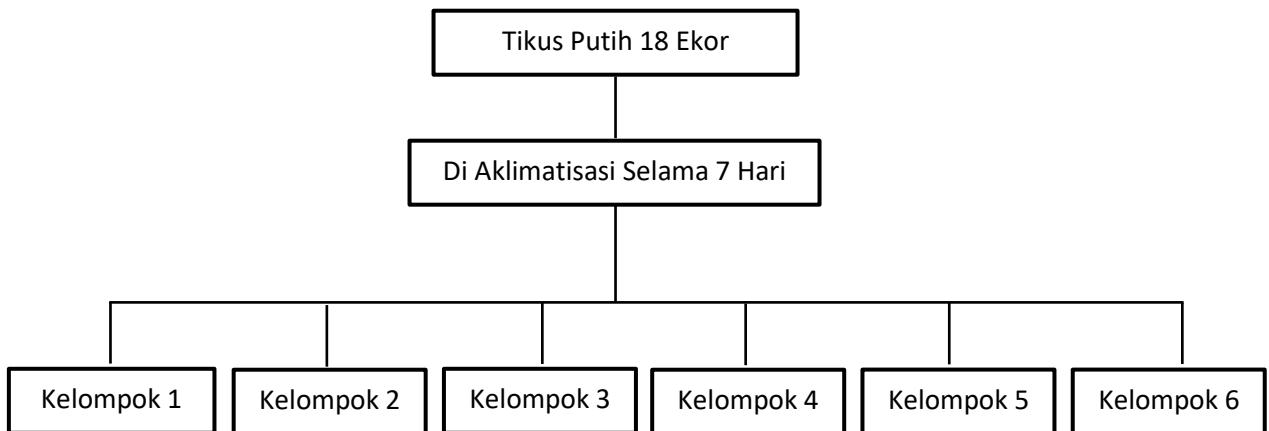 Tikus Putih 18 Ekor
Di Aklimatisasi Selama 7 Hari
Kelompok 1
Kelompok 2
Kelompok 3
Kelompok 4
Kelompok 5
Kelompok 6